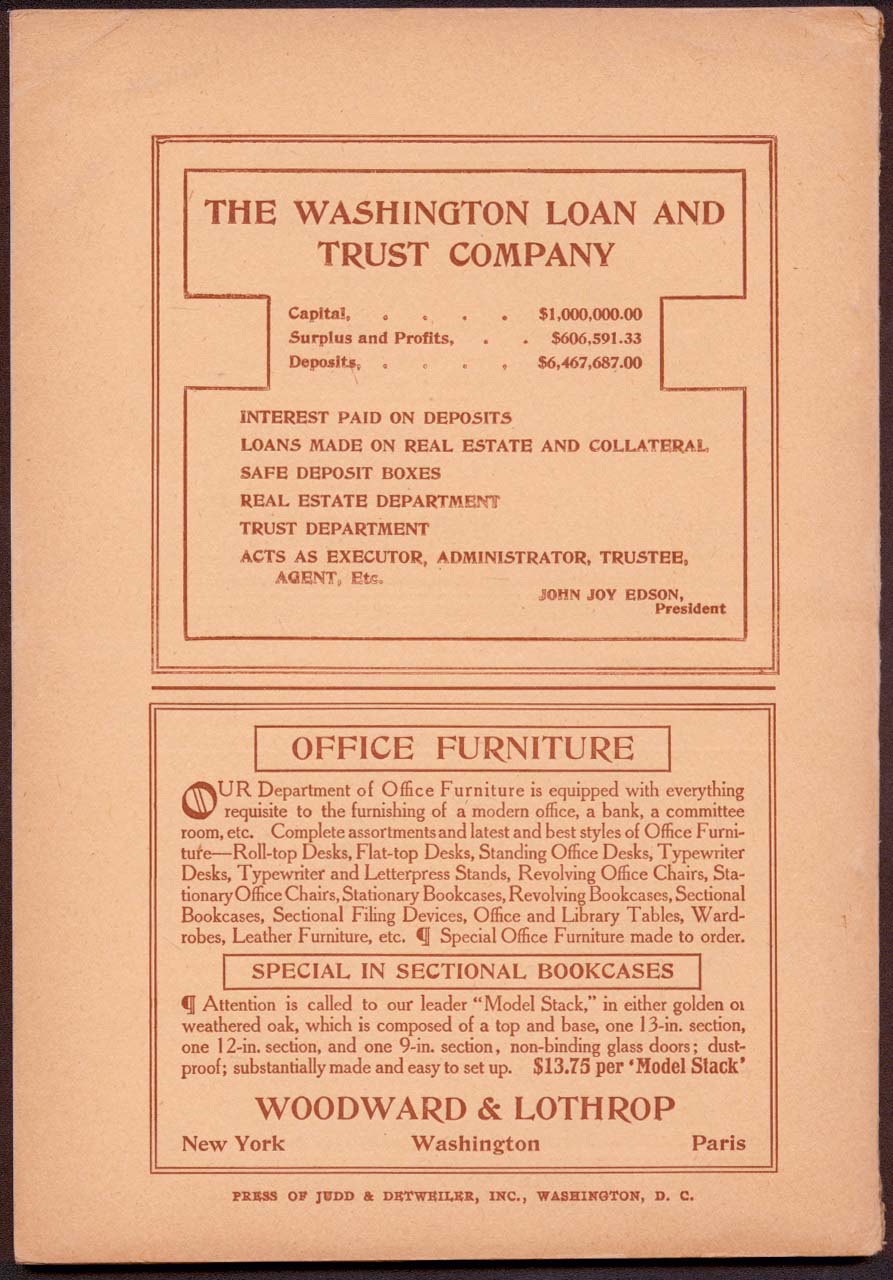 THE WASHINGTON LOAN AND
TRUST COMPANY
Capital, . . . . $1,000,000.00
Surplus and Profits, . . $606,591.33
Deposits, . . . . $6,467,687.00
INTEREST PAID ON DEPOSITS
LOANS MADE ON REAL ESTATE AND COLLATERAL
SAFE DEPOSIT BOXES
REAL ESTATE DEPARTMENT
TRUST DEPARTMENT
ACTS AS EXECUTOR, ADMINISTRATOR, TRUSTEE,
AGENT, Etc.
JOHN JOY EDSON,
President
OFFICE FURNITURE
OUR Department of Office Furniture is equipped with everything
requisite to the furnishing of a modern office, a bank, a committee
room, etc. Complete assortments and latest and best styles of Office Furni-
ture—Roll-top Desks, Flat-top Desks, Standing Office Desks, Typewriter
Desks, Typewriter and Letterpress Stands, Revolving Office Chairs, Sta-
tionary Office Chairs, Stationary Bookcases, Revolving Bookcases, Sectional
Bookcases, Sectional Filing Devices, Office and Library Tables, Ward-
robes, Leather Furniture, etc. ¶ Special Office Furniture made to order.
SPECIAL IN SECTIONAL BOOKCASES
¶ Attention is called to our leader “Model Stack,” in either golden or
weathered oak, which is composed of a top and base, one 13-in. section,
one 12-in. section, and one 9-in. section, non-binding glass doors; dust-
proof; substantially made and easy to set up. $13.75 per ‘Model Stack’
WOODWARD & LOTHROP
New York Washington Paris
PRESS OF JUDD & DETWEILER, INC., WASHINGTON, D. C.